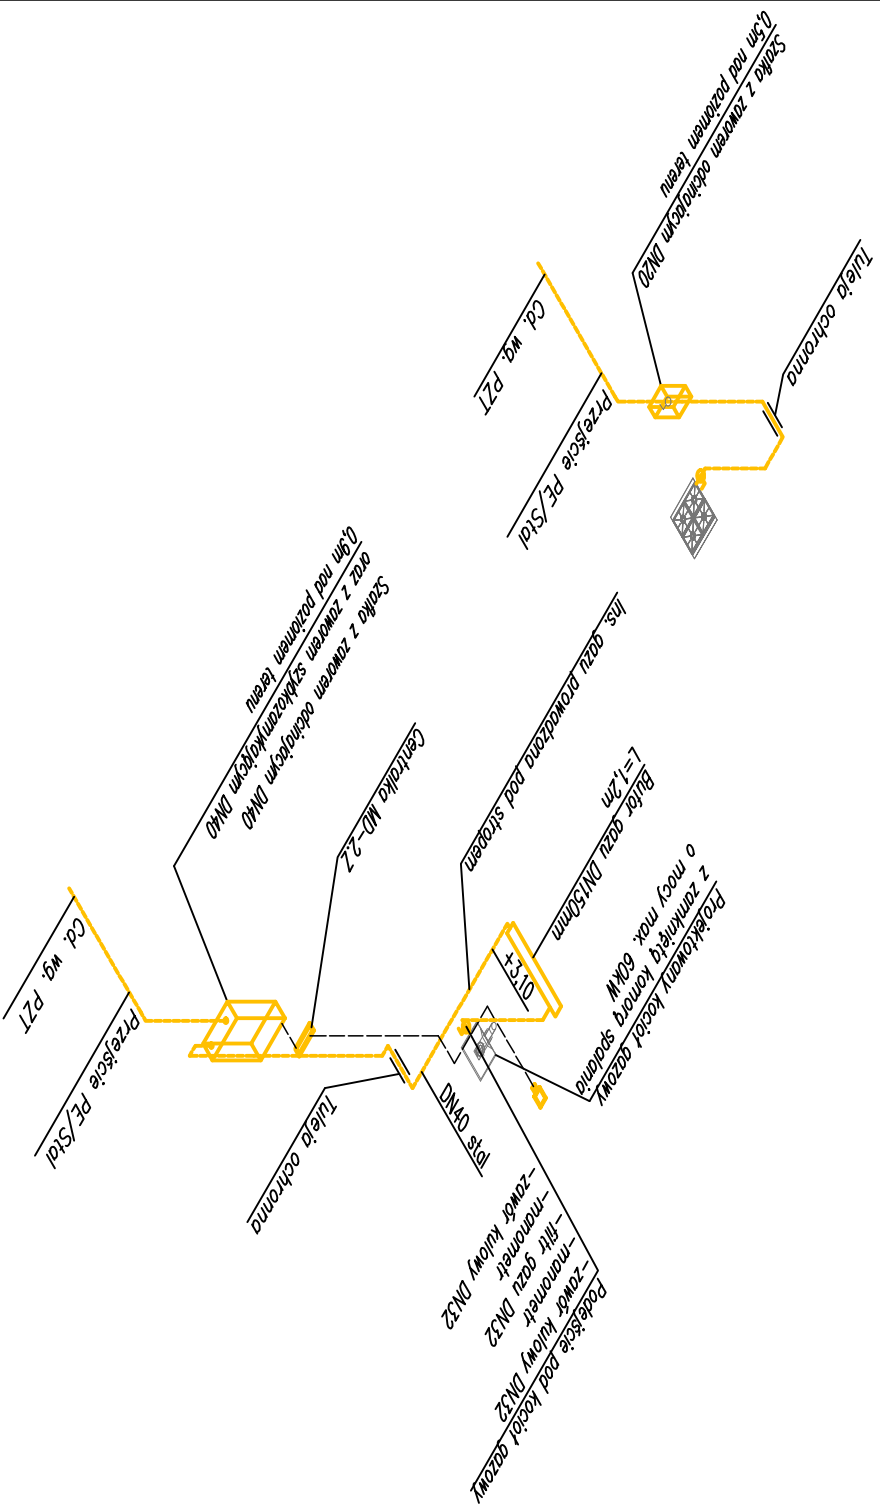 Szafka z zaworem odcinającym DN20
0,5m nad poziomem terenu
Tuleja ochronna
Cd. wg. PZT
Przejście PE/Stal
Szafka z zaworem odcinającym DN40
oraz z zaworem szybkozamykającym DN40
0,9m nad poziomem terenu
Centralka MD-2.Z
Ins. gazu prowadzona pod stropem
Bufor gazu DN150mm
L=1,2m
Projektowany kocioł gazowy
z zamkniętą komorą spalania
o mocy max. 60kW
+3,10
Cd. wg. PZT
Przejście PE/Stal
Tuleja ochronna
DN40 stal
Podejście pod kocioł gazowy
-zawór kulowy DN32
-manometr
-filtr gazu DN32
-manometr
-zawór kulowy DN32